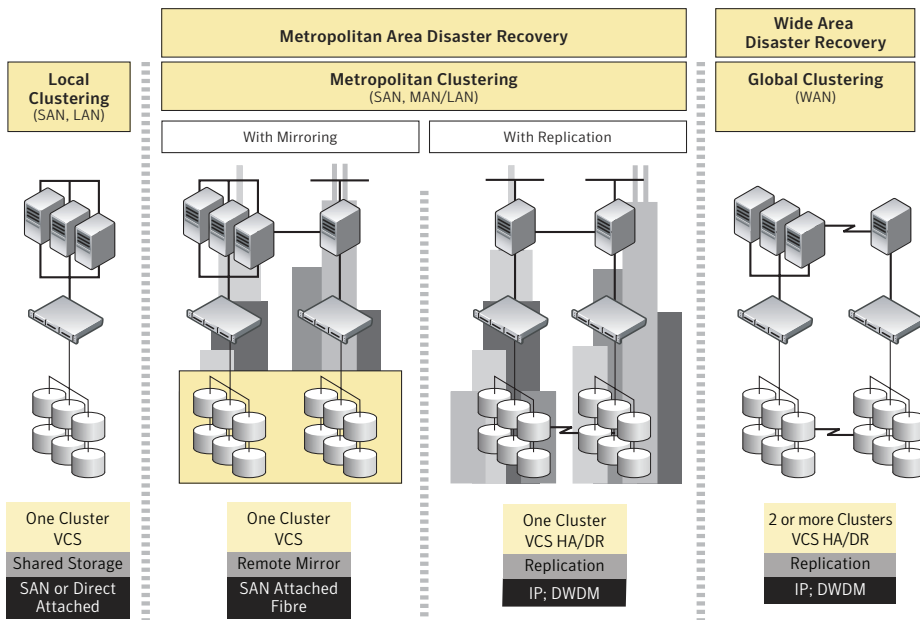 Metropolitan Area Disaster Recovery
Wide Area
Disaster Recovery
Local
Clustering
(SAN, LAN)
Metropolitan Clustering
(SAN, MAN/LAN)
Global Clustering
(WAN)
With Mirroring
With Replication
One Cluster
VCS
Shared Storage
SAN or Direct
Attached
One Cluster
VCS
Remote Mirror
SAN Attached
Fibre
One Cluster
VCS HA/DR
Replication
IP; DWDM
2 or more Clusters
VCS HA/DR
Replication
IP; DWDM